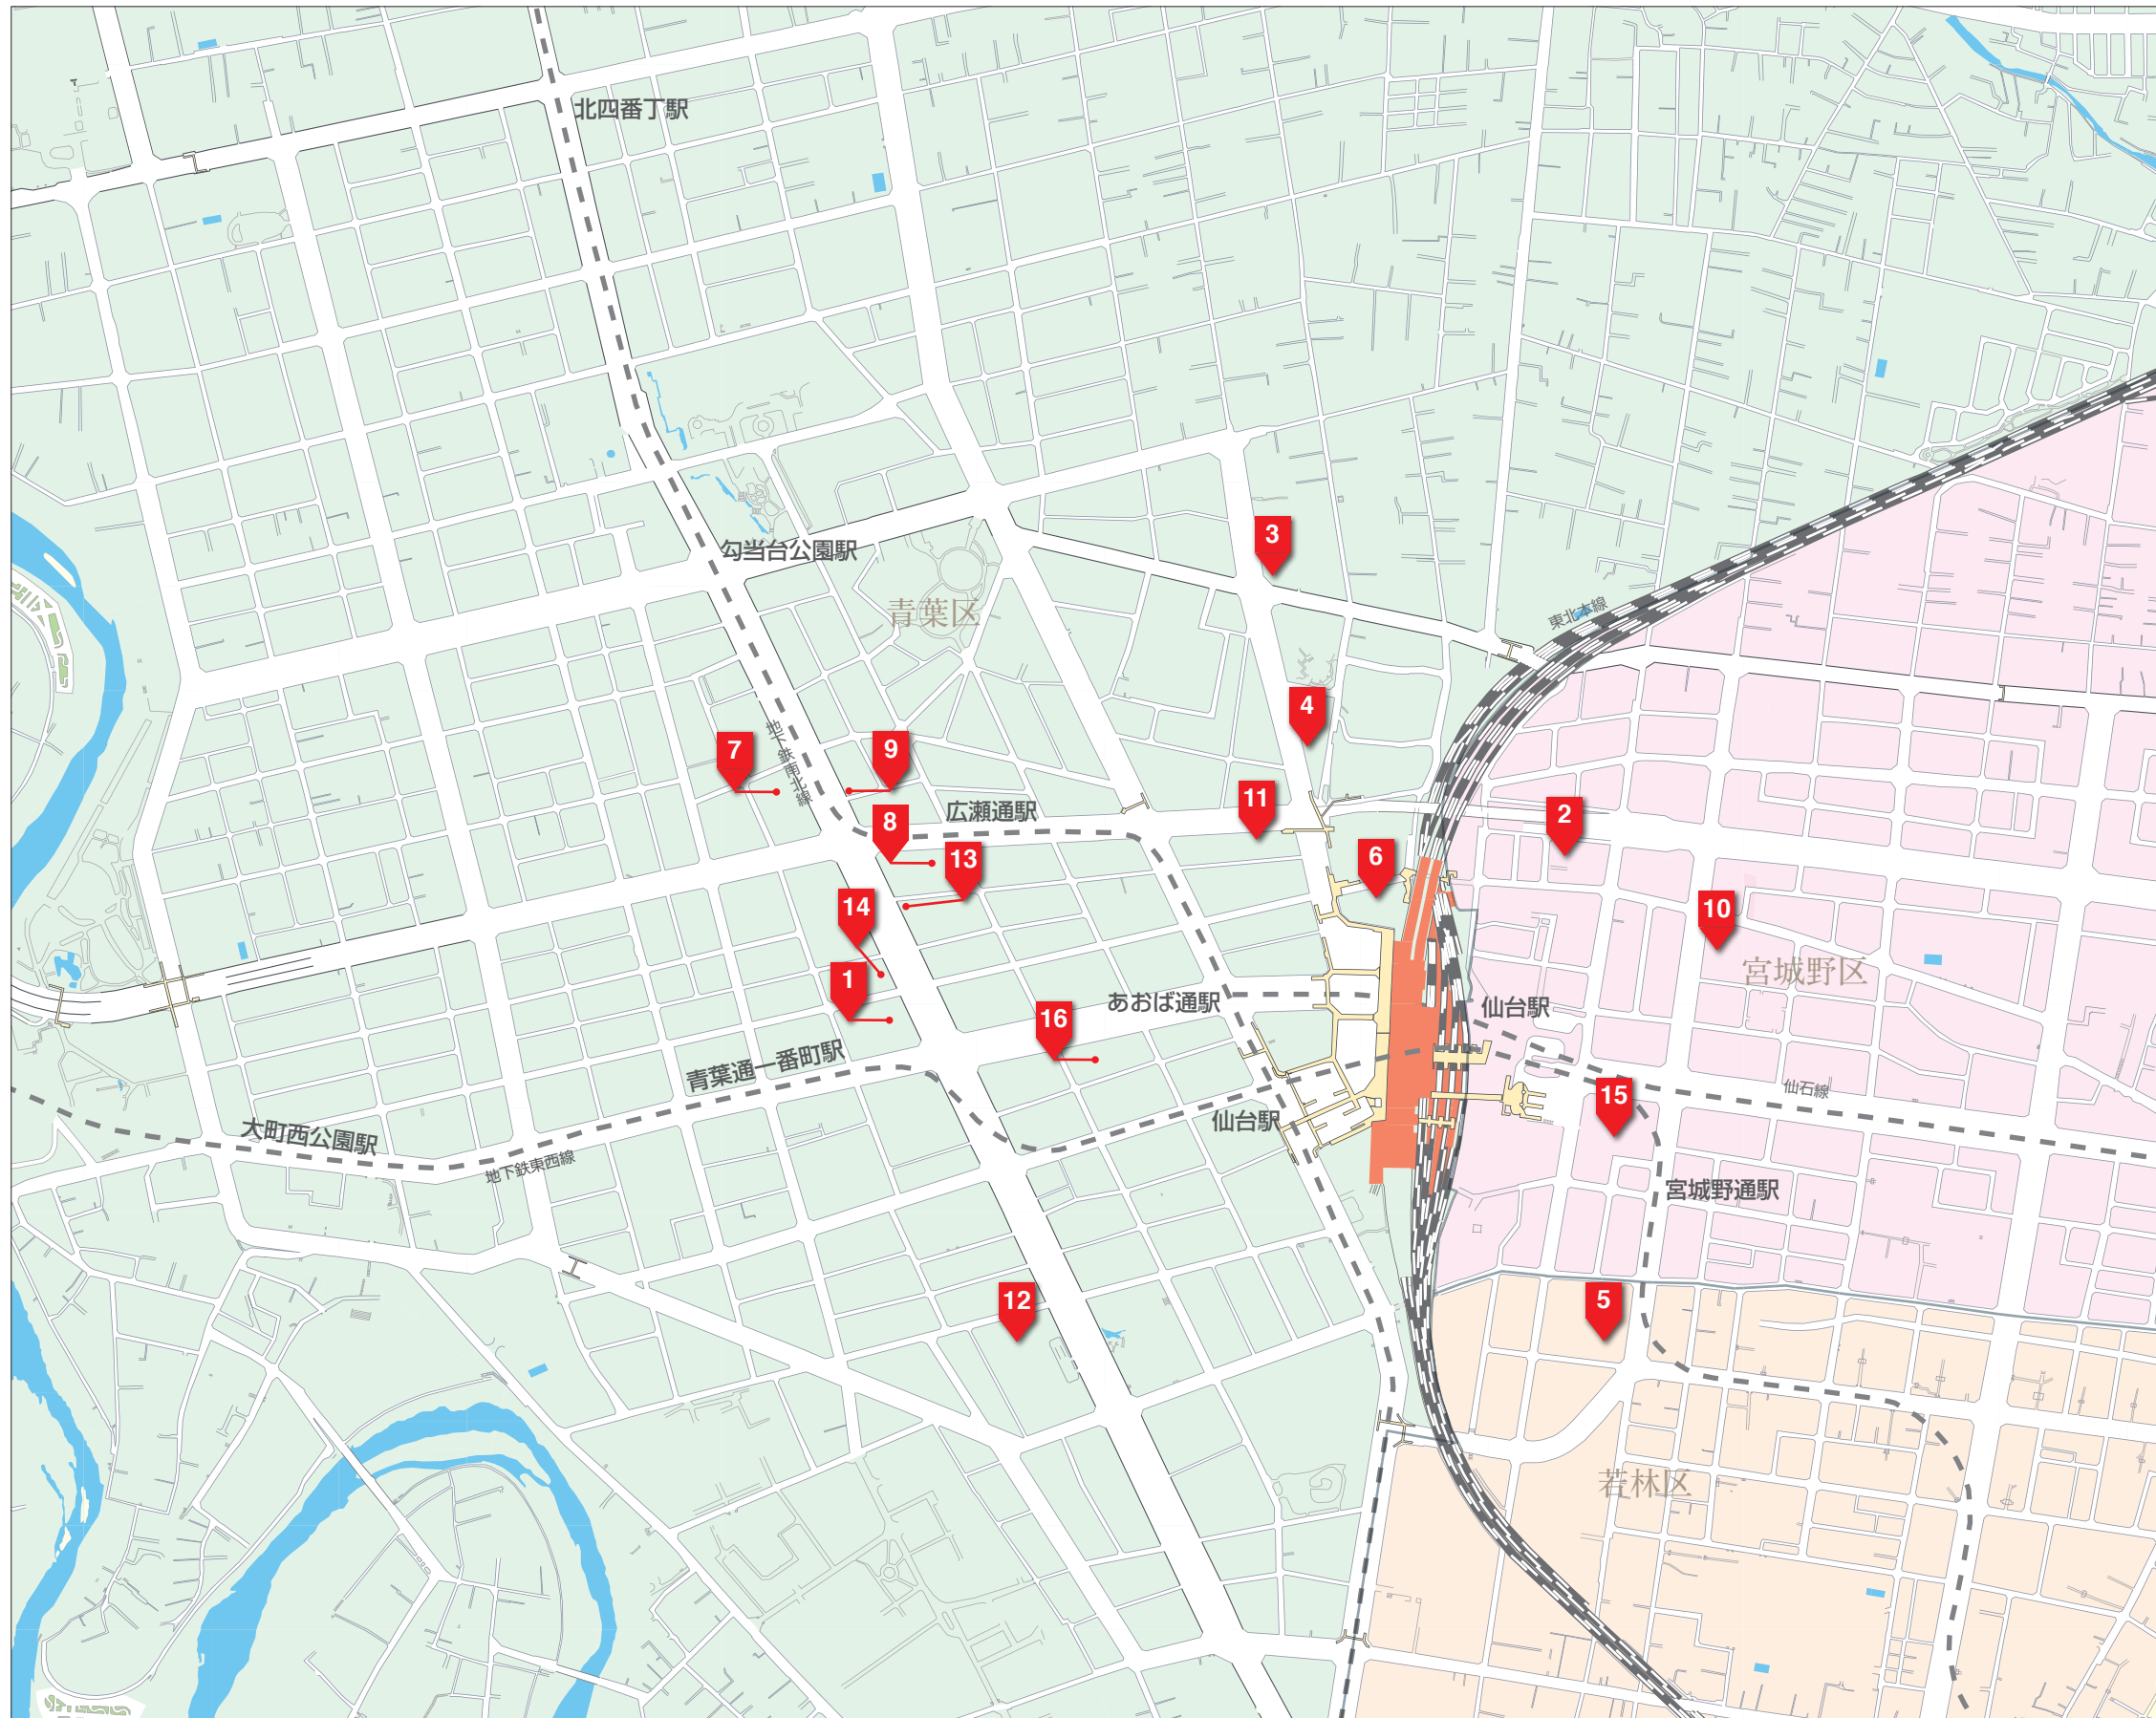 北四番丁駅
3
勾当台公園駅
青葉区
東北本線
4
地下鉄南北線
7
9
11
広瀬通駅
2
8
6
13
14
10
宮城野区
1
あおば通駅
仙台駅
16
青葉通一番町駅
仙石線
15
仙台駅
大町西公園駅
地下鉄東西線
宮城野通駅
12
5
若林区